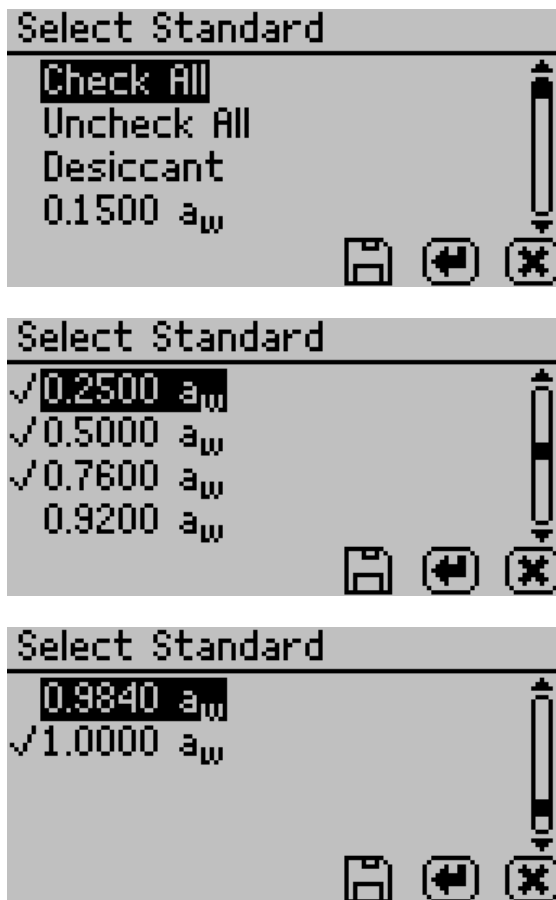 Select Standard
Check All
Uncheck All
Desiccant
0.1500 aw
Select Standard
✓0.2500 aw
✓0.5000 aw
✓0.7600 aw
0.9200 aw
Select Standard
0.9840 aw
✓1.0000 aw